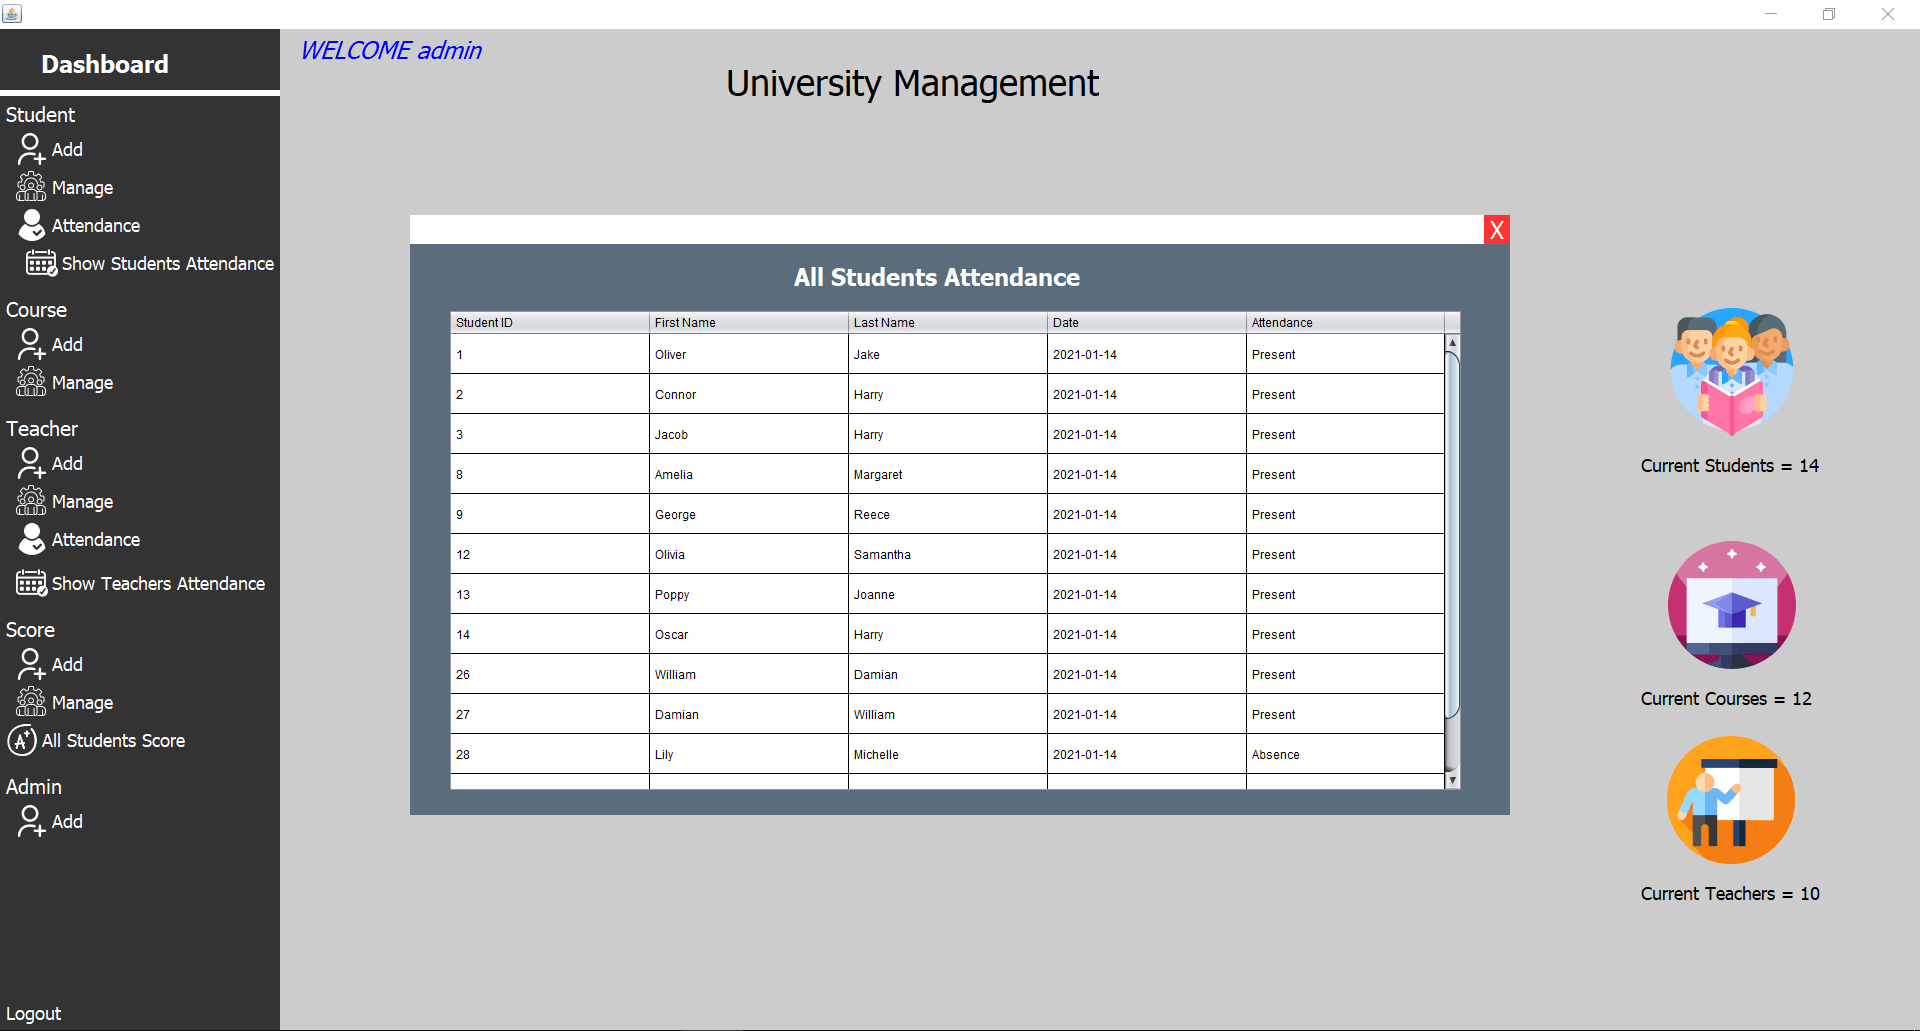 Dashboard
Student
Add
Manage
Attendance
Show Students Attendance
Course
Add
Manage
Teacher
Add
Manage
Attendance
Show Teachers Attendance
Score
Add
Manage
A+ All Students Score
Admin
Add
Logout
WELCOME admin
University Management
X
All Students Attendance
Student ID First Name Last Name Date Attendance
1 Oliver Jake 2021-01-14 Present
2 Connor Harry 2021-01-14 Present
3 Jacob Harry 2021-01-14 Present
8 Amelia Margaret 2021-01-14 Present
9 George Reece 2021-01-14 Present
12 Olivia Samantha 2021-01-14 Present
13 Poppy Joanne 2021-01-14 Present
14 Oscar Harry 2021-01-14 Present
26 William Damian 2021-01-14 Present
27 Damian William 2021-01-14 Present
28 Lily Michelle 2021-01-14 Absence
Current Students = 14
Current Courses = 12
Current Teachers = 10